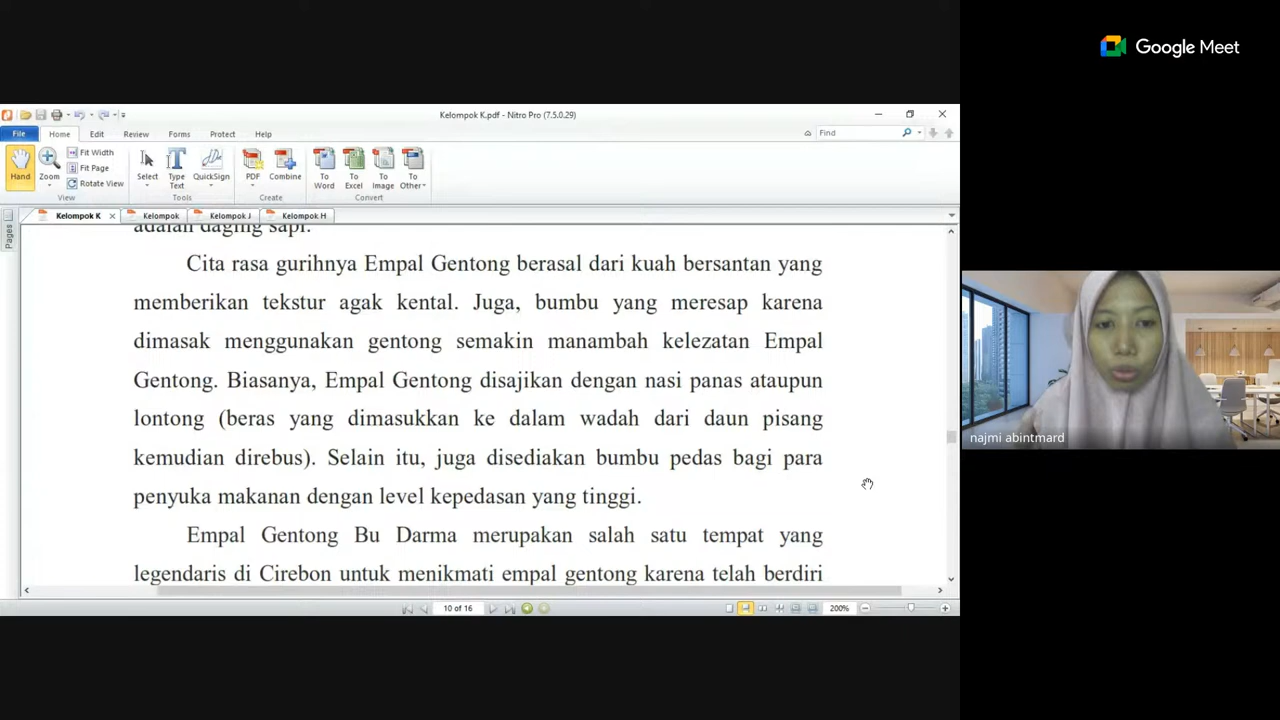 Google Meet
Kelompok K.pdf - Nitro Pro (7.5.0.29)
File Home Edit Review Forms Protect Help
Find
Hand
Zoom
Fit Width
Fit Page
Rotate View
View
Select
Type Text
QuickSign
Tools
PDF
Combine
Create
To Word
To Excel
To Image
To Other
Convert
Kelompok K Kelompok Kelompok J Kelompok H
Pages
adalah daging sapi.
Cita rasa gurihnya Empal Gentong berasal dari kuah bersantan yang
memberikan tekstur agak kental. Juga, bumbu yang meresap karena
dimasak menggunakan gentong semakin manambah kelezatan Empal
Gentong. Biasanya, Empal Gentong disajikan dengan nasi panas ataupun
lontong (beras yang dimasukkan ke dalam wadah dari daun pisang
kemudian direbus). Selain itu, juga disediakan bumbu pedas bagi para
penyuka makanan dengan level kepedasan yang tinggi.
Empal Gentong Bu Darma merupakan salah satu tempat yang
legendaris di Cirebon untuk menikmati empal gentong karena telah berdiri
10 of 16
200%
najmi abintmard